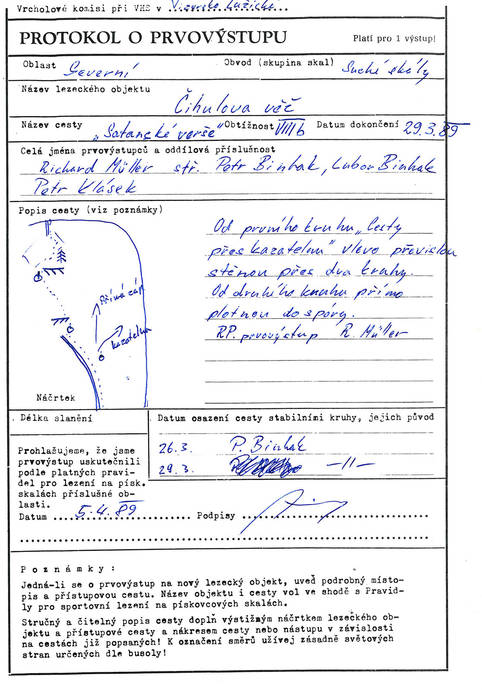 Vrcholové komisi při VHS v
PROTOKOL O PRVOVÝSTUPU Platí pro 1 výstup!
Oblast Severní Obvod (skupina skal) Suché skály
Název lezeckého objektu
Čihulova věž
Název cesty „Satanské verše" Obtížnost VIIIb Datum dokončení 29.3.89
Celá jména prvovýstupců a oddílová příslušnost
Richard Müller stř. Petr Binhak, Lubor Binhak
Petr Klásek
Popis cesty (viz poznámky)
Od prvního kruhu „Cesty
přes kazatelnu" vlevo převislou
stěnou přes dva kruhy.
Od druhého kruhu přímo
plotnou do spáry.
RP. prvovýstup R. Müller
přímá záp.
kazatelna
Náčrtek
Délka slanění
Datum osazení cesty stabilními kruhy, jejich původ
26.3. P. Binhak
29.3. —11—
Prohlašujeme, že jsme
prvovýstup uskutečnili
podle platných pravi-
del pro lezení na písk.
skalách příslušné ob-
lasti.
Datum 5.4.89 Podpisy
Poznámky:
Jedná-li se o prvovýstup na nový lezecký objekt, uveď podrobný místo-
pis a přístupovou cestu. Název objektu i cesty vol ve shodě s Pravid-
ly pro sportovní lezení na pískovcových skalách.
Stručný a čitelný popis cesty doplň výstižným náčrtkem lezeckého ob-
jektu a přístupové cesty a nákresem cesty nebo nástupu v závislosti
na cestách již popsaných! K označení směrů užívej zásadně světových
stran určených dle busoly!